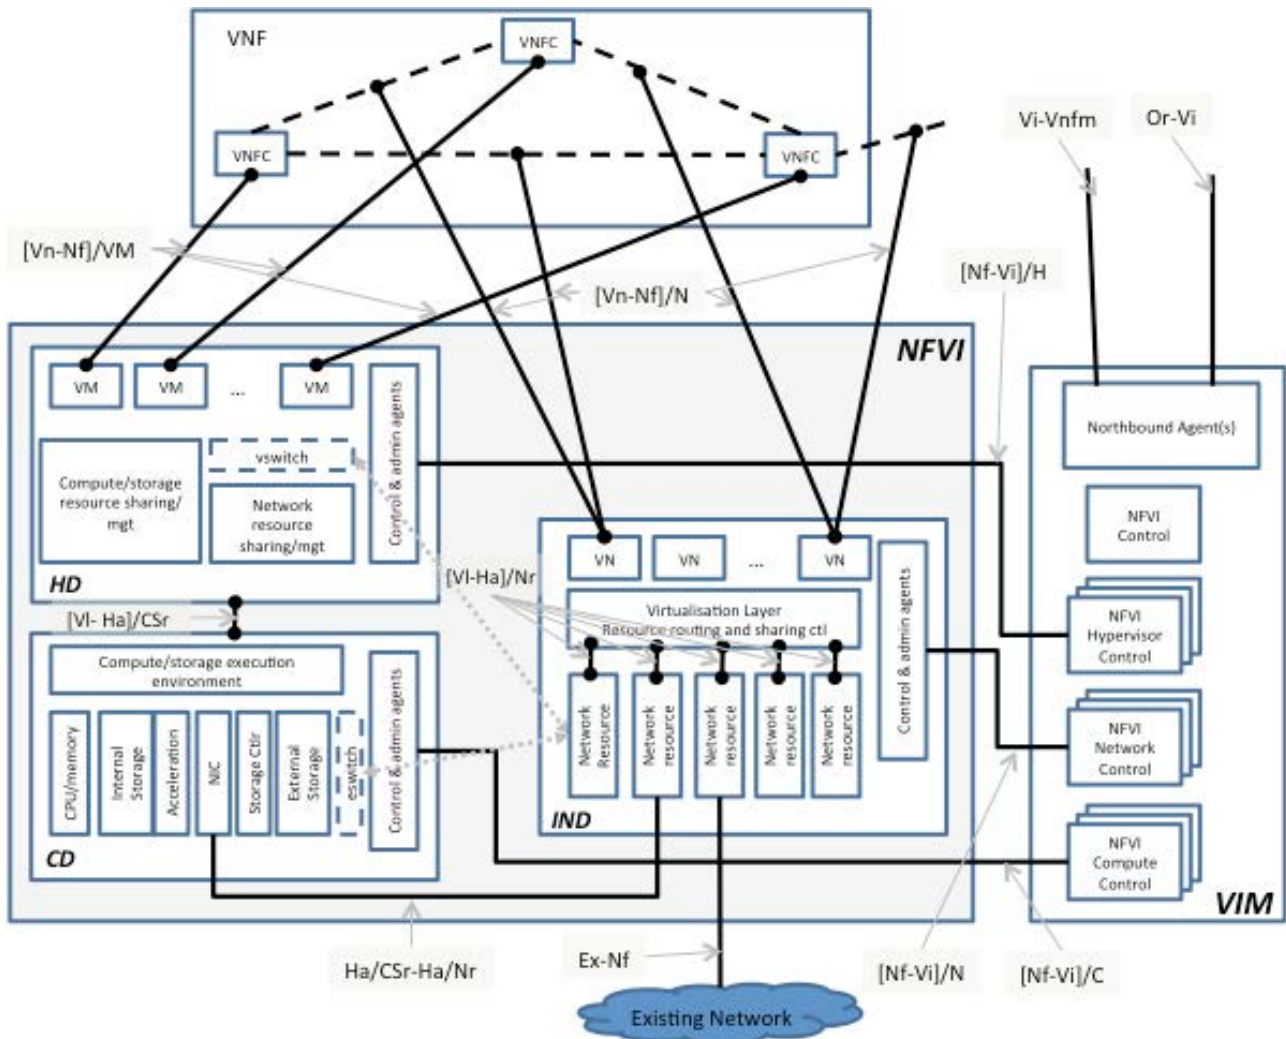 VNF
VNFC
VNFC
VNFC
Vi-Vnfm
Or-Vi
[Vn-Nf]/VM
[Vn-Nf]/N
[Nf-Vi]/H
NFVI
VM
VM
...
VM
Control & admin agents
vswitch
Compute/storage
resource sharing/
mgt
Network
resource
sharing/mgt
HD
[Vl- Ha]/CSr
Compute/storage execution
environment
CPU/memory
Internal
Storage
Acceleration
NIC
Storage Ctlr
External
Storage
eswitch
Control & admin agents
CD
[Vl-Ha]/Nr
VN
VN
...
VN
Control & admin agents
Virtualisation Layer
Resource routing and sharing ctl
Network
Resource
Network
resource
Network
resource
Network
resource
Network
resource
IND
Northbound Agent(s)
NFVI
Control
NFVI
Hypervisor
Control
NFVI
Network
Control
NFVI
Compute
Control
VIM
Ha/CSr-Ha/Nr
Ex-Nf
[Nf-Vi]/N
[Nf-Vi]/C
Existing Network